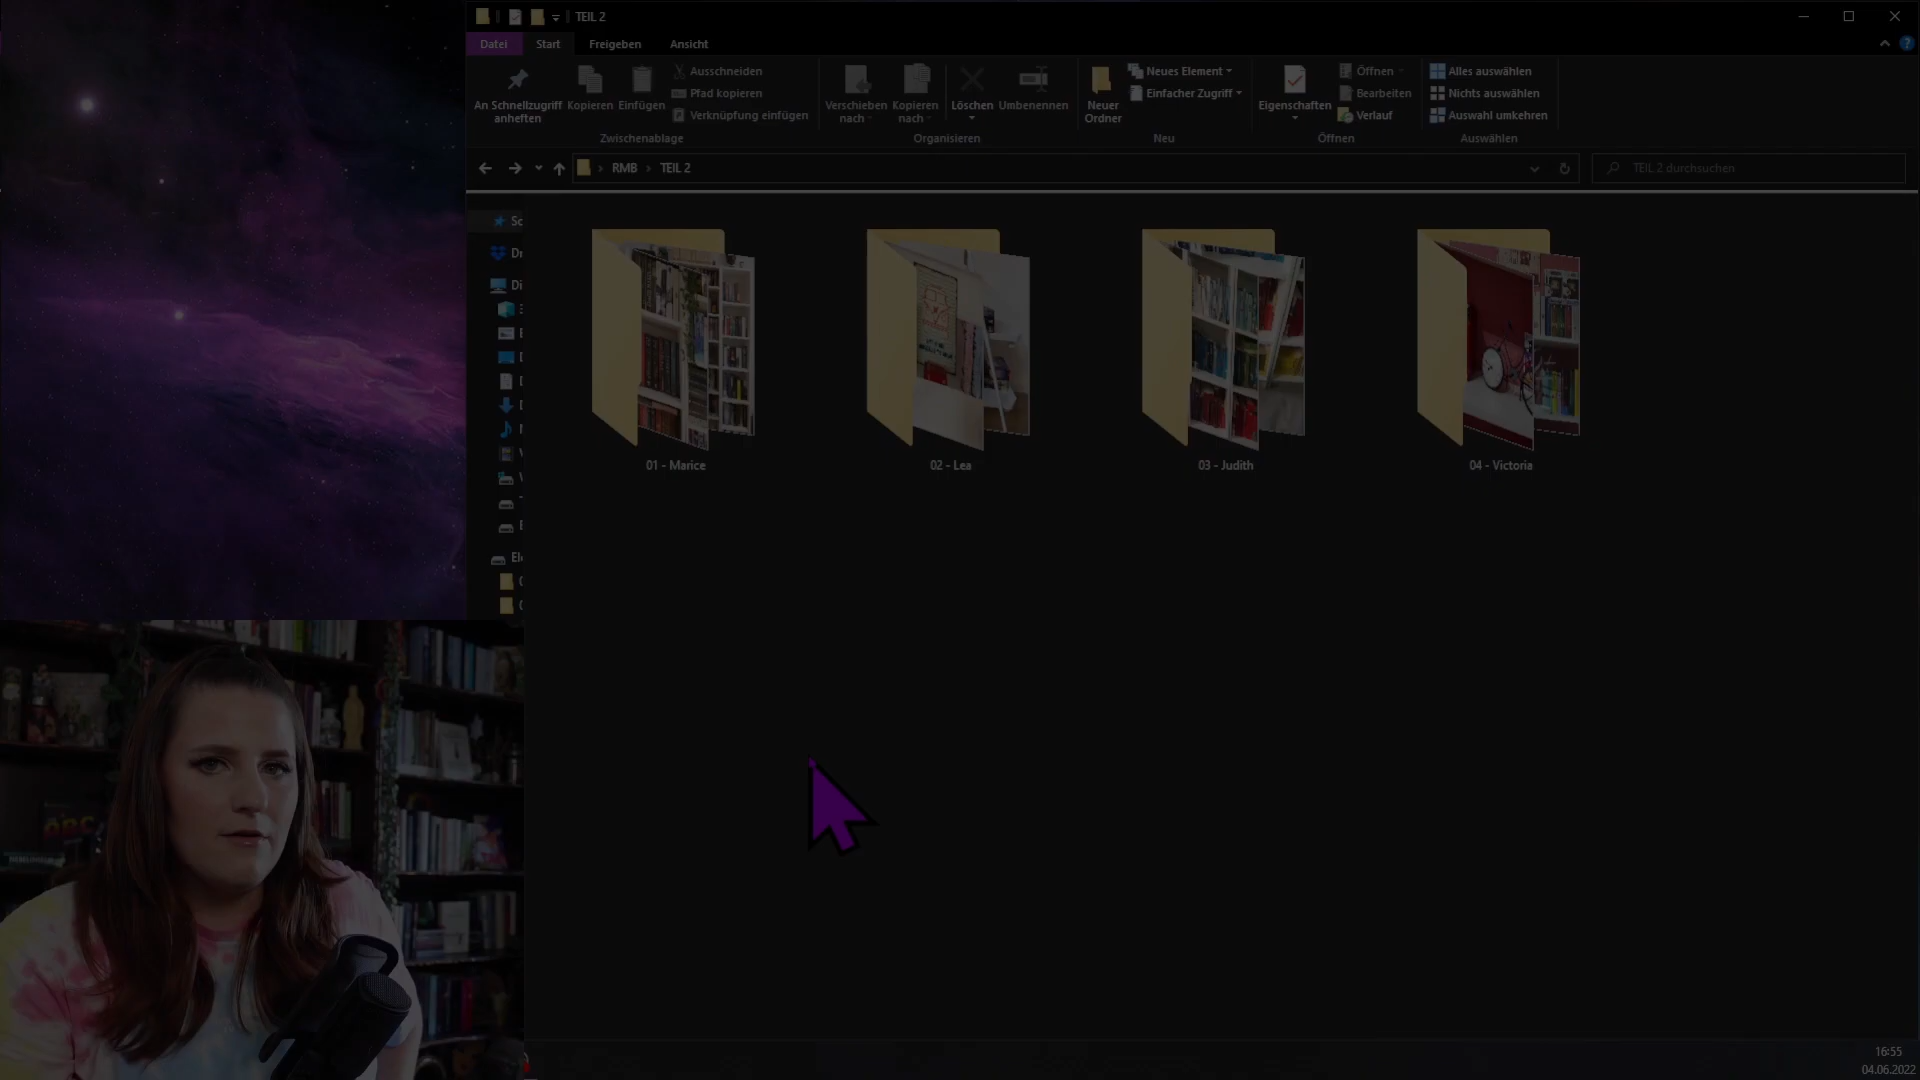 TEIL 2
Datei
Start
Freigeben
Ansicht
An Schnellzugriff
anheften
Kopieren
Einfügen
Ausschneiden
Pfad kopieren
Verknüpfung einfügen
Zwischenablage
Verschieben
nach
Kopieren
nach
Löschen
Umbenennen
Organisieren
Neuer
Ordner
Neues Element
Einfacher Zugriff
Neu
Eigenschaften
Öffnen
Bearbeiten
Verlauf
Öffnen
Alles auswählen
Nichts auswählen
Auswahl umkehren
Auswählen
RMB
TEIL 2
TEIL 2 durchsuchen
Sc
Dr
Di
01 - Marice
02 - Lea
03 - Judith
04 - Victoria
16:55
04.06.2022